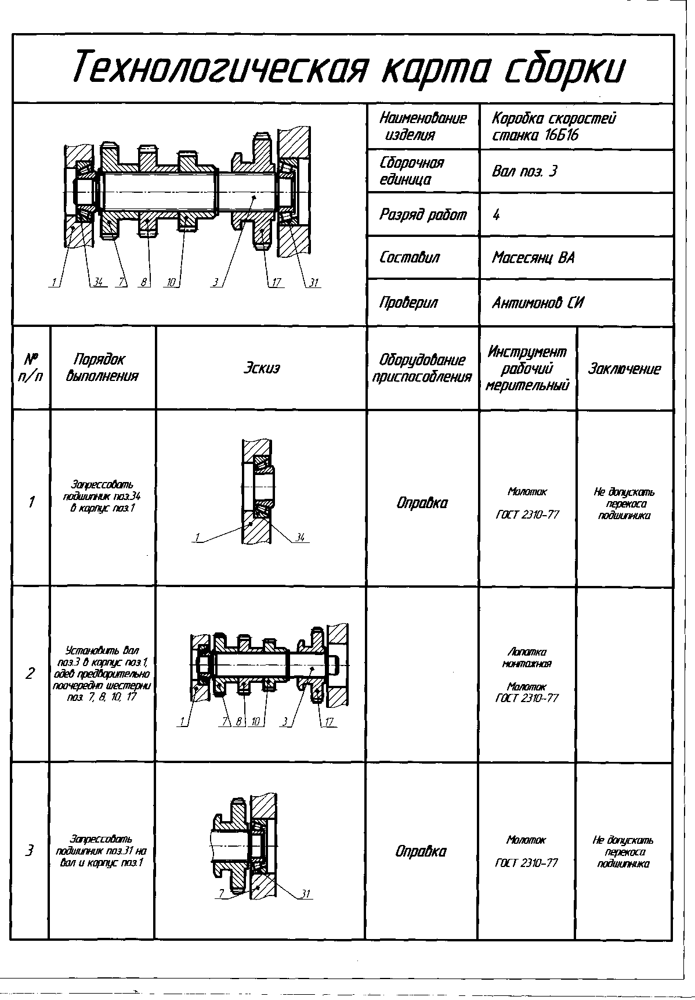 Технологическая карта сборки
Наименование
изделия
Коробка скоростей
станка 16Б16
Сборочная
единица
Вал поз. 3
Разряд работ
4
Составил
Масесянц ВА
Проверил
Антимонов СИ
1 34 7 8 10 3 17 31
№
п/п
Порядок
выполнения
Эскиз
Оборудование
приспособления
Инструмент
рабочий
мерительный
Заключение
1
Запрессовать
подшипник поз.34
в корпус поз.1
1 34
Оправка
Молоток
ГОСТ 2310-77
Не допускать
перекоса
подшипника
2
Установить вал
поз.3 в корпус поз.1,
одев предварительно
поочередно шестерни
поз. 7, 8, 10, 17
1 7 8 10 3 17
Лопатка
монтажная
Молоток
ГОСТ 2310-77
3
Запрессовать
подшипник поз.31 на
вал и корпус поз.1
7 31
Оправка
Молоток
ГОСТ 2310-77
Не допускать
перекоса
подшипника